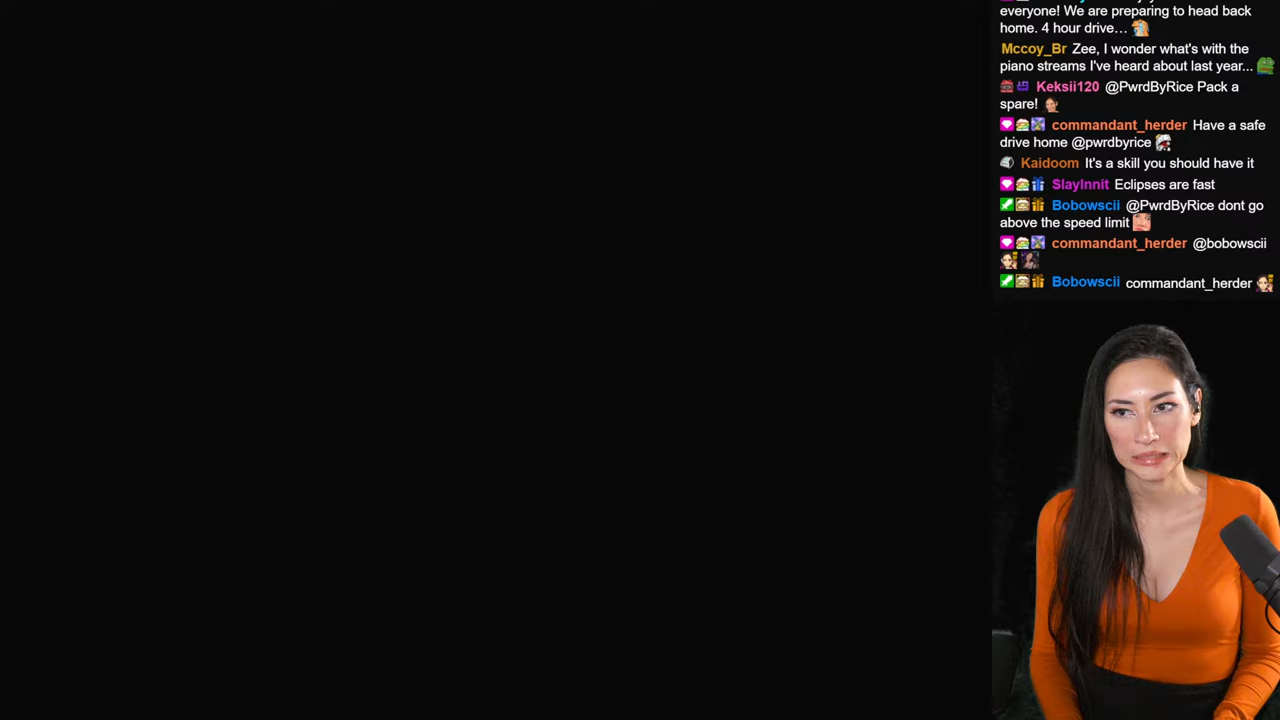 everyone! We are preparing to head back
home. 4 hour drive…
Mccoy_Br Zee, I wonder what's with the
piano streams I've heard about last year...
Keksii120 @PwrdByRice Pack a
spare!
commandant_herder Have a safe
drive home @pwrdbyrice
Kaidoom It's a skill you should have it
SlayInnit Eclipses are fast
Bobowscii @PwrdByRice dont go
above the speed limit
commandant_herder @bobowscii
Bobowscii commandant_herder